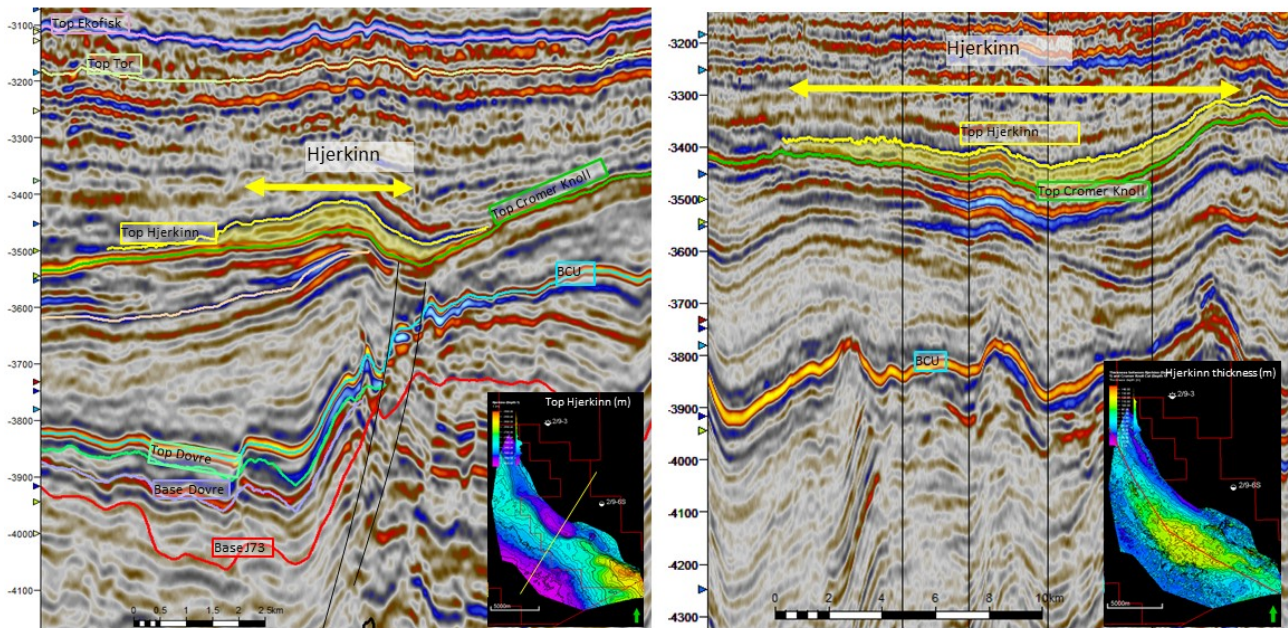 Top Ekofisk
Top Tor
Hjerkinn
Top Hjerkinn
Top Cromer Knoll
BCU
Top Dovre
Base Dovre
Base J73
-3100
-3200
-3300
-3400
-3500
-3600
-3700
-3800
-3900
-4000
-4100
0
0.5
1
1.5
2
2.5km
Top Hjerkinn (m)
2/9-3
2/9-6S
5000m
Hjerkinn
Top Hjerkinn
Top Cromer Knoll
BCU
-3200
-3300
-3400
-3500
-3600
-3700
-3800
-3900
-4000
-4100
-4200
-4300
0
2
4
6
8
10km
Hjerkinn thickness (m)
2/9-3
2/9-6S
5000m